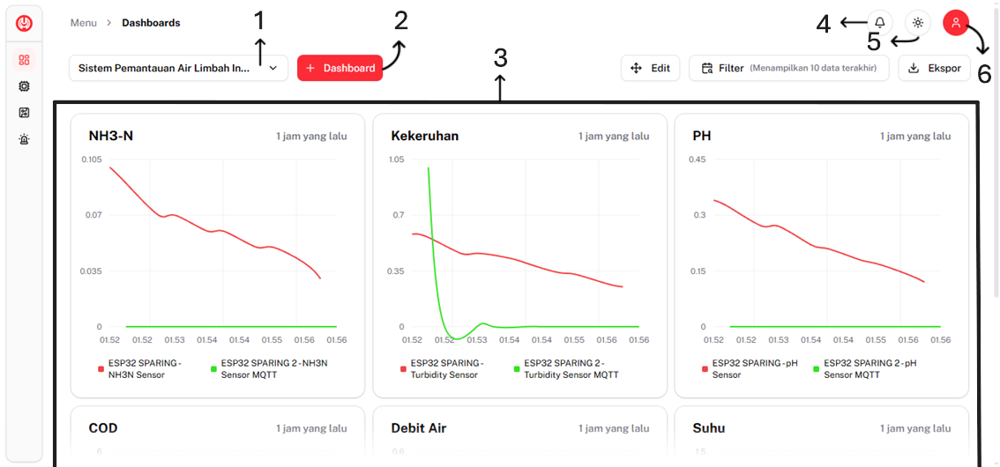 1
2
3
4
5
6
Menu > Dashboards
Sistem Pemantauan Air Limbah In...
+ Dashboard
Edit
Filter (Menampilkan 10 data terakhir)
Ekspor
NH3-N
1 jam yang lalu
0.105
0.07
0.035
0
01.52 01.52 01.53 01.54 01.54 01.55 01.56 01.56
ESP32 SPARING -
NH3N Sensor
ESP32 SPARING 2 - NH3N
Sensor MQTT
Kekeruhan
1 jam yang lalu
1.05
0.7
0.35
0
01.52 01.52 01.53 01.54 01.54 01.55 01.56 01.56
ESP32 SPARING -
Turbidity Sensor
ESP32 SPARING 2 -
Turbidity Sensor MQTT
PH
1 jam yang lalu
0.45
0.3
0.15
0
01.52 01.52 01.53 01.54 01.54 01.55 01.56 01.56
ESP32 SPARING - pH
Sensor
ESP32 SPARING 2 - pH
Sensor MQTT
COD
1 jam yang lalu
6
Debit Air
1 jam yang lalu
6
Suhu
1 jam yang lalu
1.5